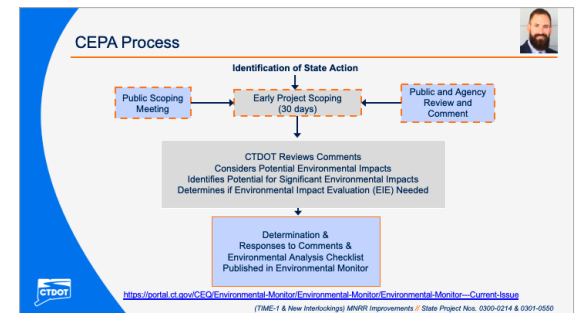 CEPA Process
Identification of State Action
Public Scoping
Meeting
Early Project Scoping
(30 days)
Public and Agency
Review and
Comment
CTDOT Reviews Comments
Considers Potential Environmental Impacts
Identifies Potential for Significant Environmental Impacts
Determines if Environmental Impact Evaluation (EIE) Needed
Determination &
Responses to Comments &
Environmental Analysis Checklist
Published in Environmental Monitor
CTDOT
https://portal.ct.gov/CEQ/Environmental-Monitor/Environmental-Monitor/Environmental-Monitor---Current-Issue
(TIME-1 & New Interlockings) MNRR Improvements // State Project Nos. 0300-0214 & 0301-0550